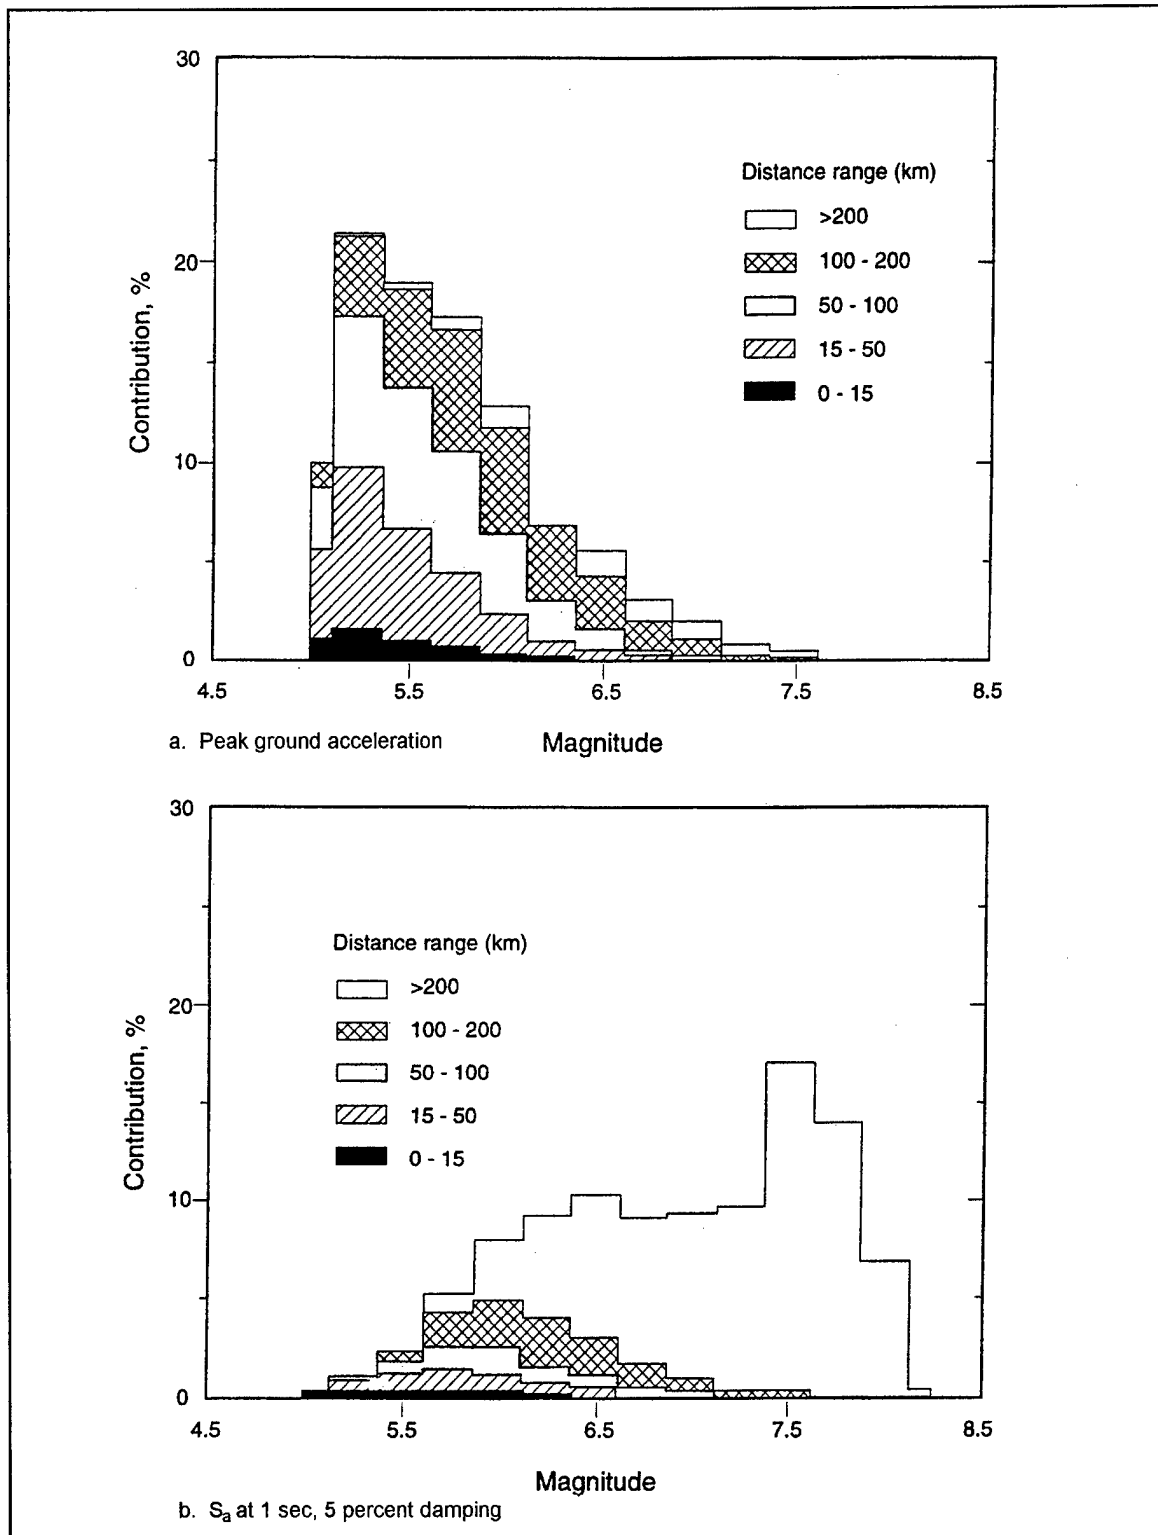 30
20
10
0
Contribution, %
Distance range (km)
>200
100 - 200
50 - 100
15 - 50
0 - 15
4.5 5.5 6.5 7.5 8.5
a. Peak ground acceleration
Magnitude
30
20
10
0
Contribution, %
Distance range (km)
>200
100 - 200
50 - 100
15 - 50
0 - 15
4.5 5.5 6.5 7.5 8.5
Magnitude
b. Sa at 1 sec, 5 percent damping